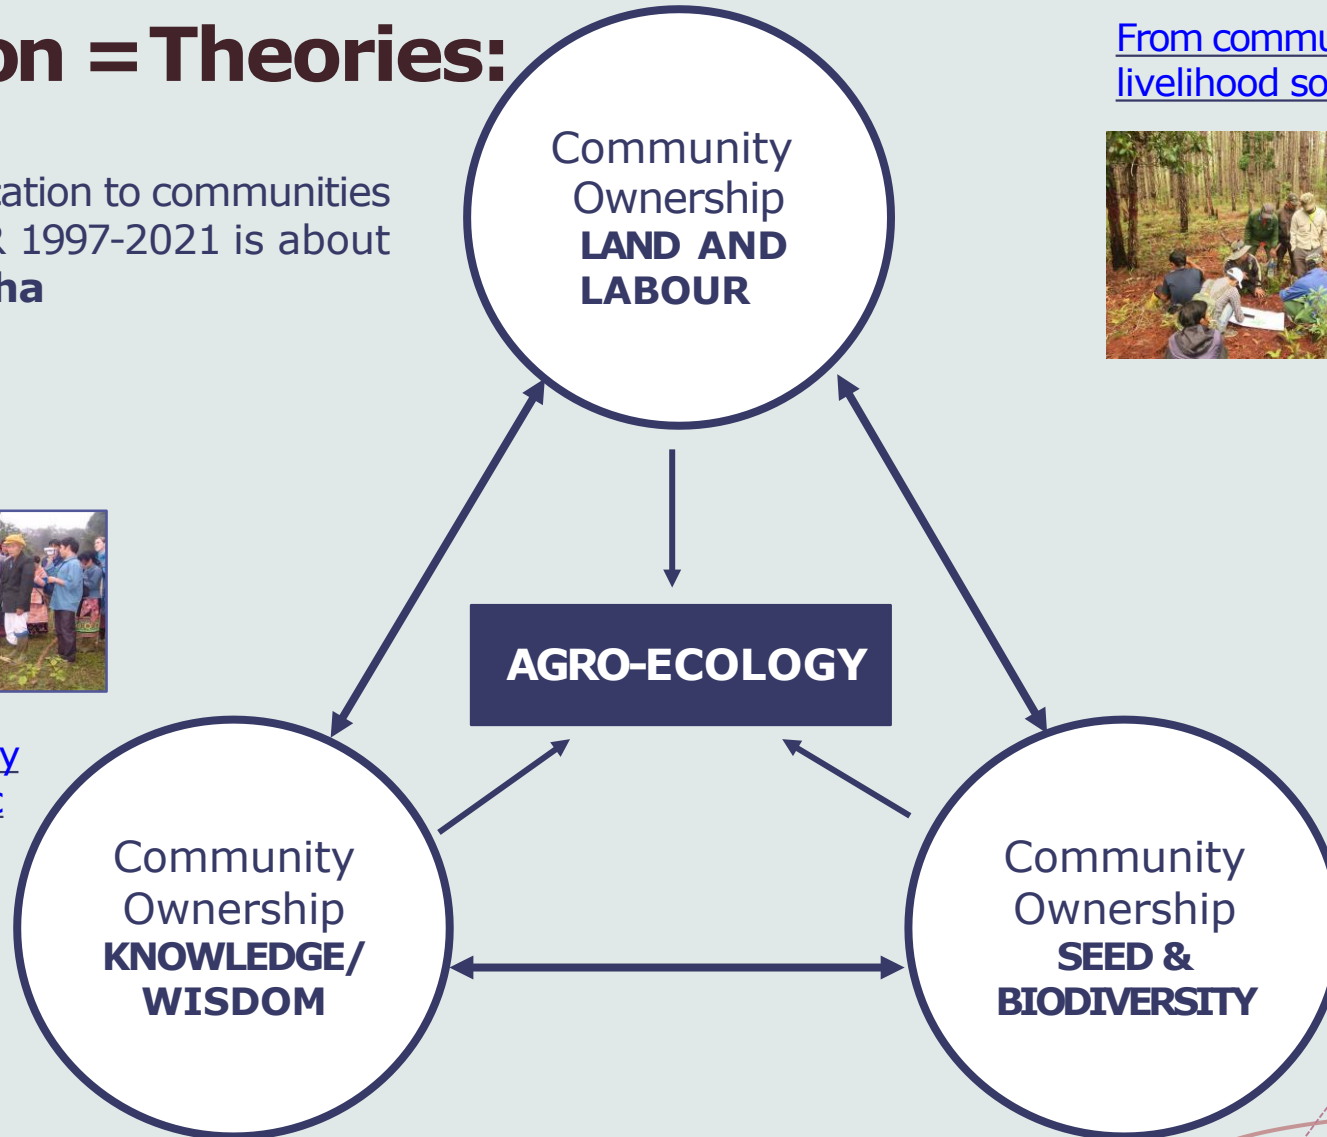 on = Theories:
From commu
livelihood so
ation to communities
R 1997-2021 is about
ha
Community
Ownership
LAND AND
LABOUR
AGRO-ECOLOGY
y
Community
Ownership
KNOWLEDGE/
WISDOM
Community
Ownership
SEED &
BIODIVERSITY